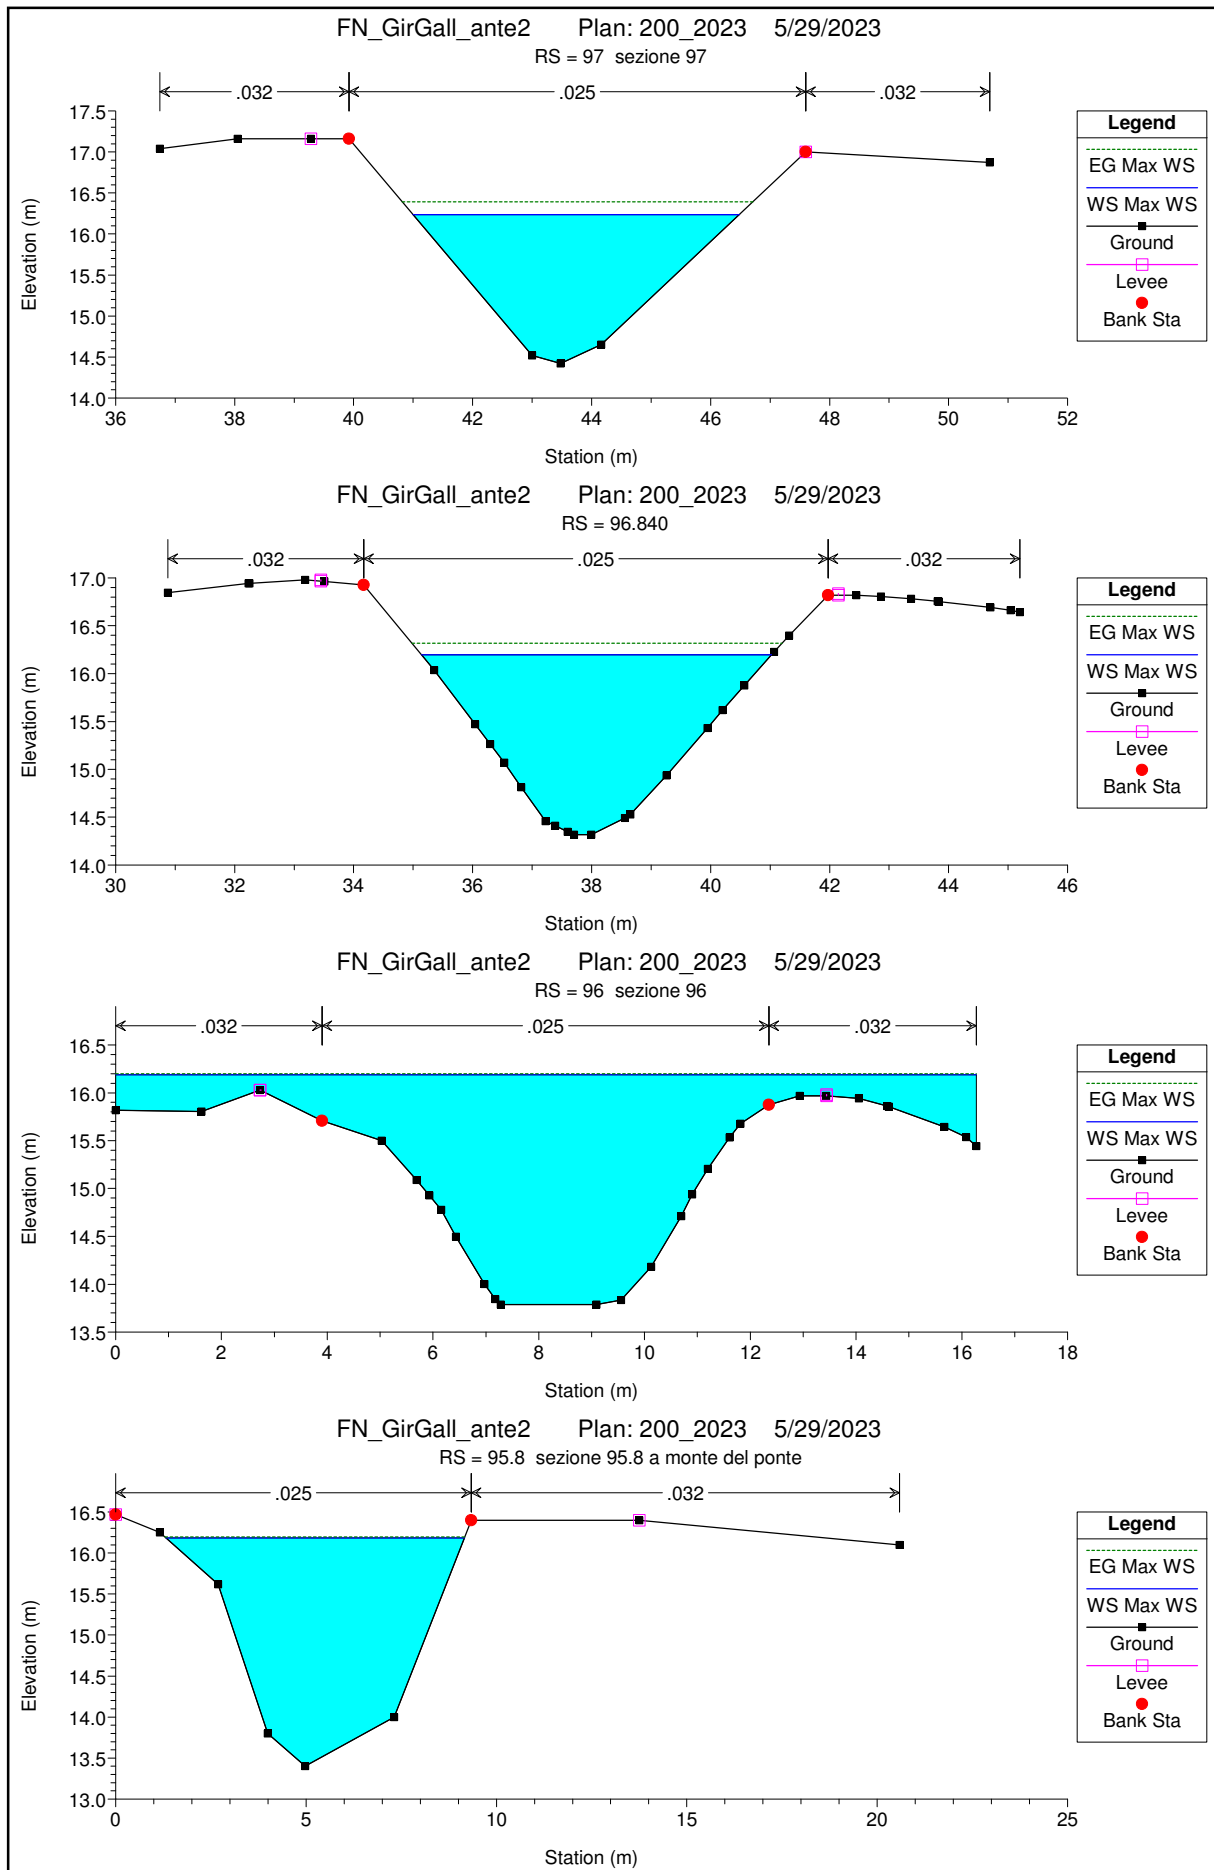 FN_GirGall_ante2 Plan: 200_2023 5/29/2023
RS = 97 sezione 97
.032 .025 .032
17.5
17.0
16.5
16.0
15.5
15.0
14.5
14.0
Elevation (m)
36 38 40 42 44 46 48 50 52
Station (m)
Legend
EG Max WS
WS Max WS
Ground
Levee
Bank Sta
FN_GirGall_ante2 Plan: 200_2023 5/29/2023
RS = 96.840
.032 .025 .032
17.0
16.5
16.0
15.5
15.0
14.5
14.0
Elevation (m)
30 32 34 36 38 40 42 44 46
Station (m)
Legend
EG Max WS
WS Max WS
Ground
Levee
Bank Sta
FN_GirGall_ante2 Plan: 200_2023 5/29/2023
RS = 96 sezione 96
.032 .025 .032
16.5
16.0
15.5
15.0
14.5
14.0
13.5
Elevation (m)
0 2 4 6 8 10 12 14 16 18
Station (m)
Legend
EG Max WS
WS Max WS
Ground
Levee
Bank Sta
FN_GirGall_ante2 Plan: 200_2023 5/29/2023
RS = 95.8 sezione 95.8 a monte del ponte
.025 .032
16.5
16.0
15.5
15.0
14.5
14.0
13.5
13.0
Elevation (m)
0 5 10 15 20 25
Station (m)
Legend
EG Max WS
WS Max WS
Ground
Levee
Bank Sta